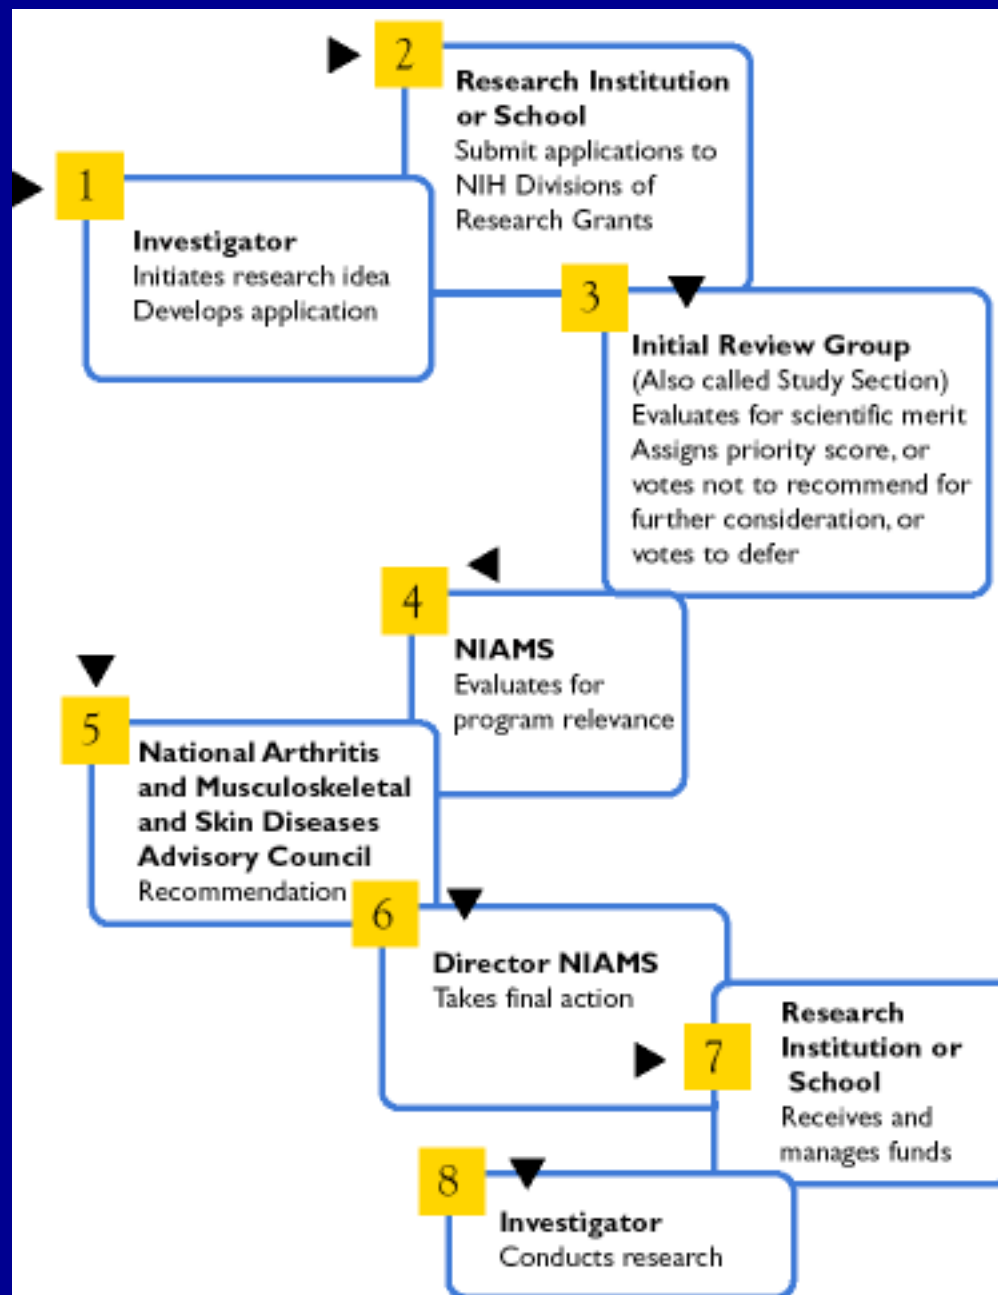 1
Investigator
Initiates research idea
Develops application
2
Research Institution
or School
Submit applications to
NIH Divisions of
Research Grants
3
Initial Review Group
(Also called Study Section)
Evaluates for scientific merit
Assigns priority score, or
votes not to recommend for
further consideration, or
votes to defer
4
NIAMS
Evaluates for
program relevance
5
National Arthritis
and Musculoskeletal
and Skin Diseases
Advisory Council
Recommendation
6
Director NIAMS
Takes final action
7
Research
Institution or
School
Receives and
manages funds
8
Investigator
Conducts research